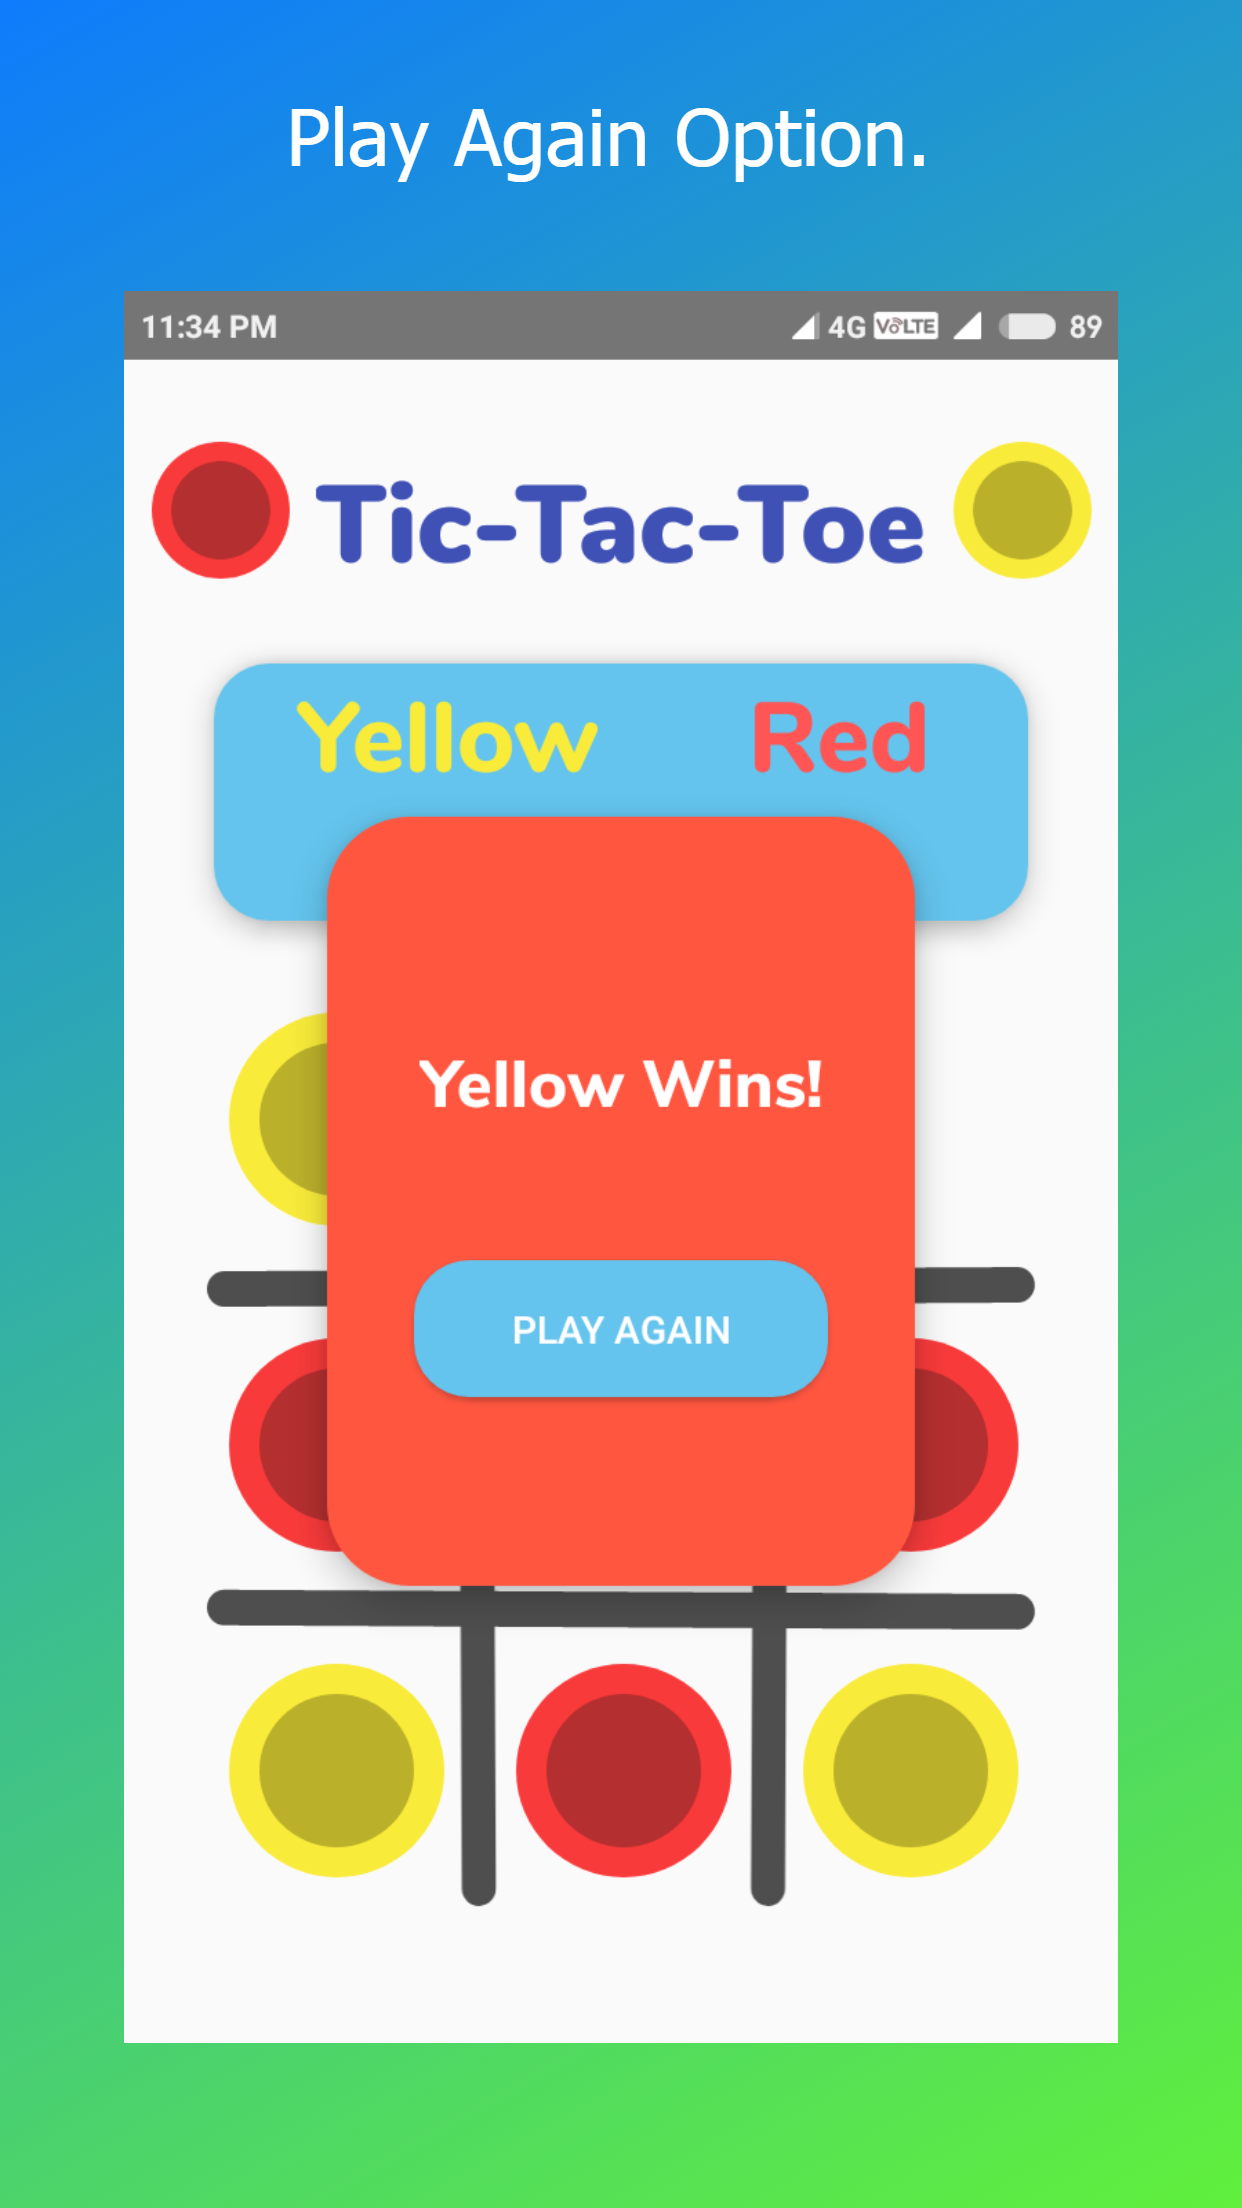 Play Again Option.
11:34 PM 4G VoLTE 89
Tic-Tac-Toe
Yellow Red
Yellow Wins!
PLAY AGAIN